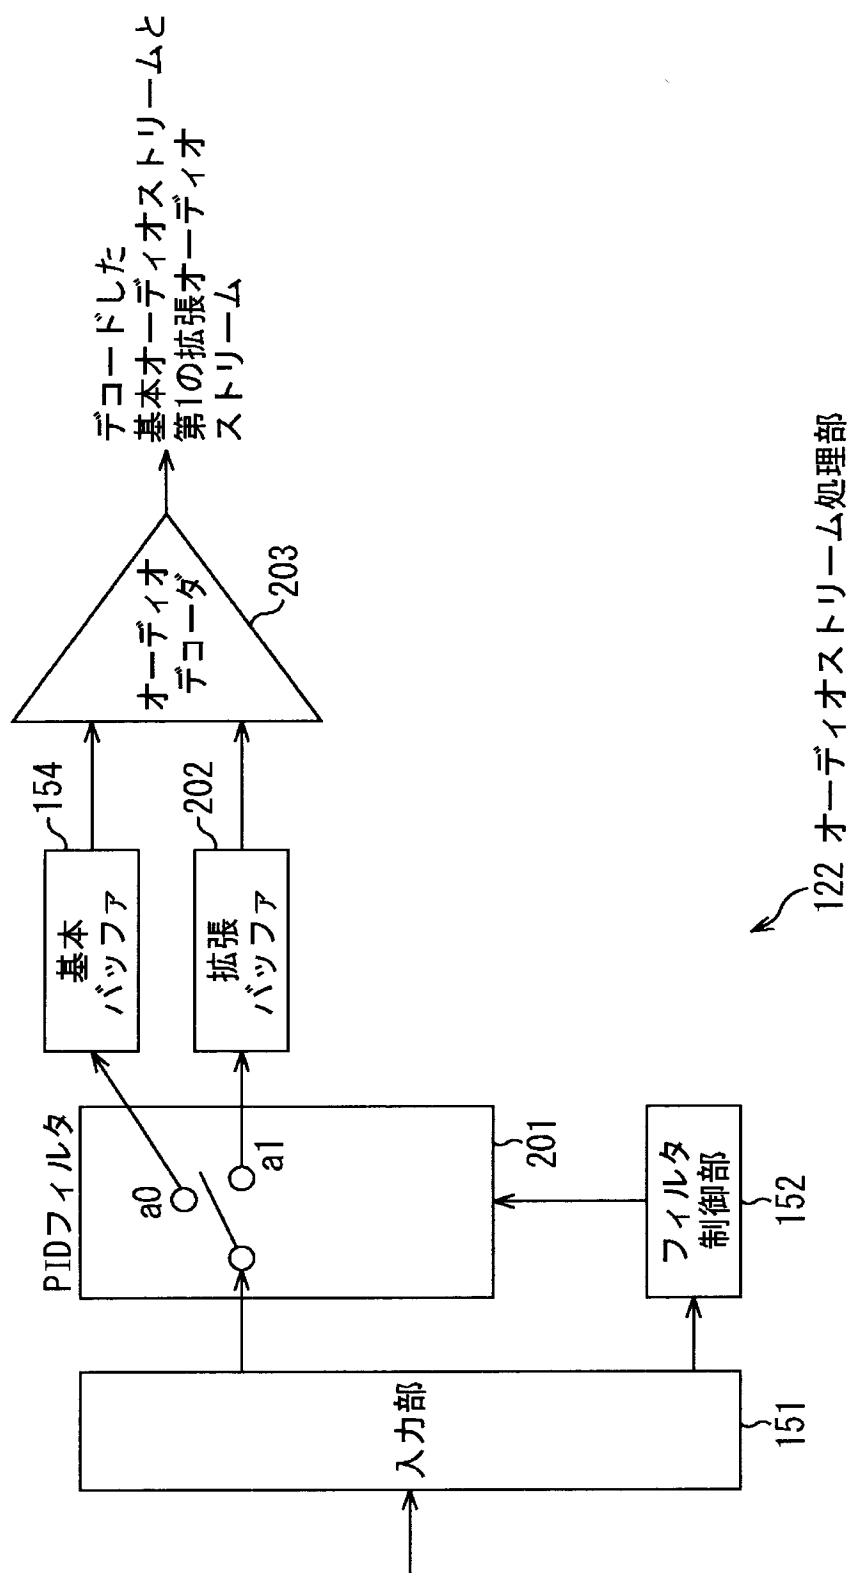 入力部
151
PIDフィルタ
a0
a1
201
フィルタ
制御部
152
基本
バッファ
154
拡張
バッファ
202
オーディオ
デコーダ
203
デコードした
基本オーディオストリームと
第1の拡張オーディオ
ストリーム
122 オーディオストリーム処理部